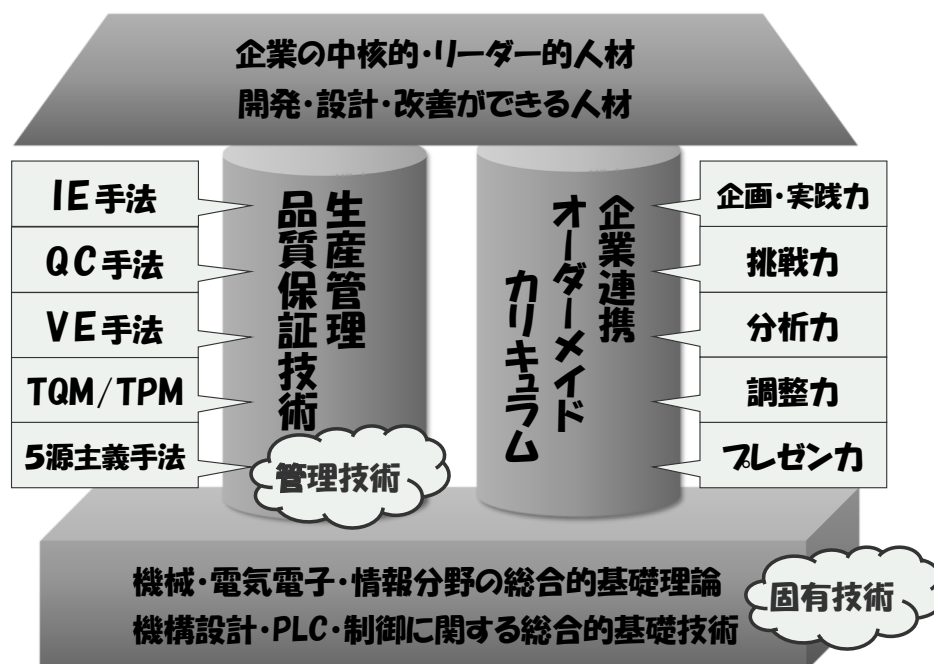 企業の中核的・リーダー的人材
開発・設計・改善ができる人材
IE手法
QC手法
VE手法
TQM/TPM
5源主義手法
生産管理
品質保証技術
管理技術
企業連携
オーダーメイド
カリキュラム
企画・実践力
挑戦力
分析力
調整力
プレゼン力
機械・電気電子・情報分野の総合的基礎理論
機構設計・PLC・制御に関する総合的基礎技術
固有技術